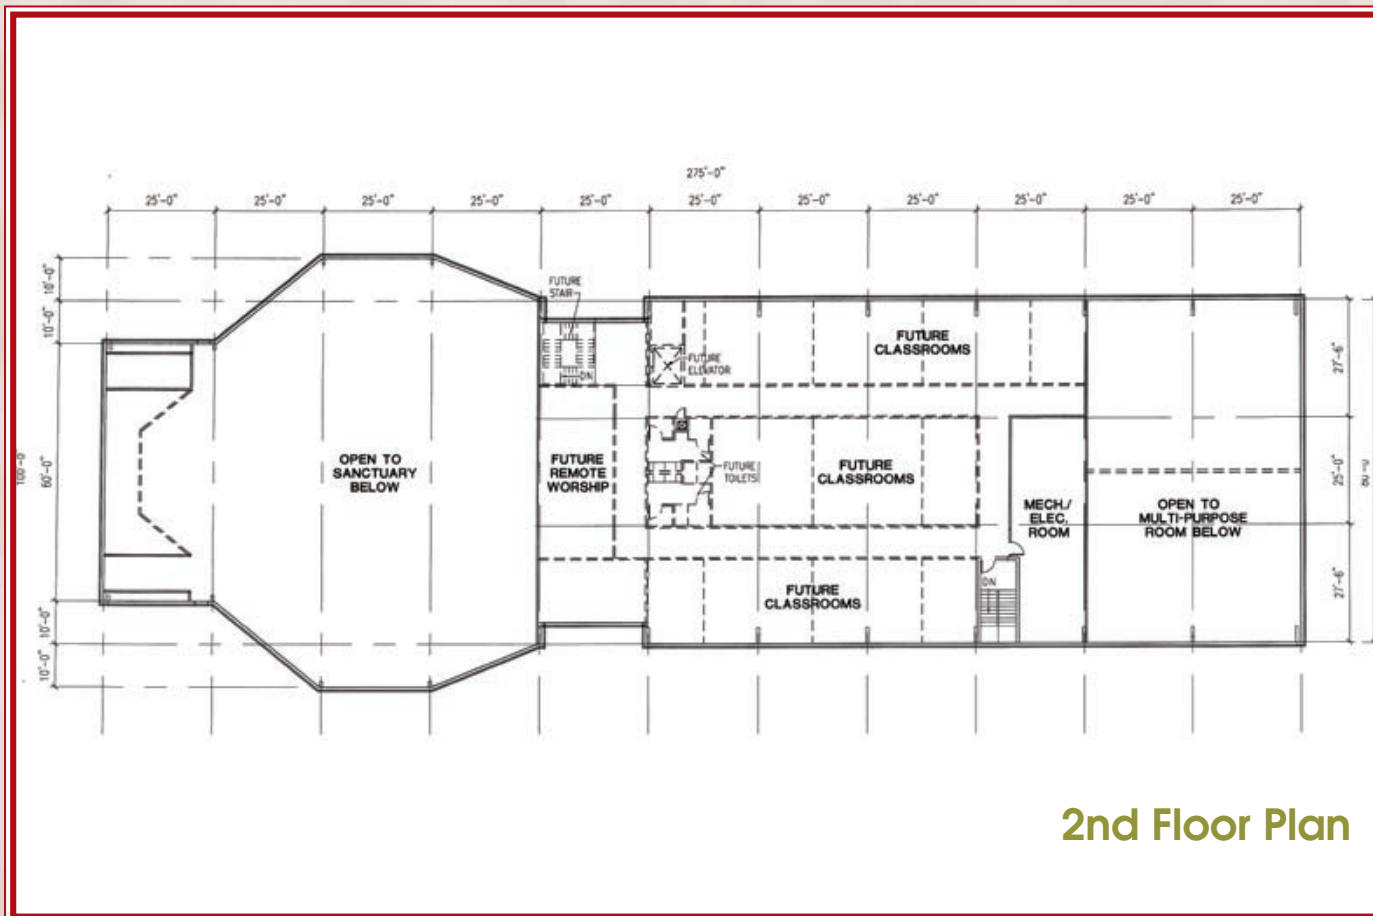 275'-0"
25'-0" 25'-0" 25'-0" 25'-0" 25'-0" 25'-0" 25'-0" 25'-0" 25'-0" 25'-0" 25'-0"
10'-0"
10'-0"
60'-0"
10'-0"
10'-0"
FUTURE
STAIR
DN
FUTURE
ELEVATOR
FUTURE
CLASSROOMS
OPEN TO
SANCTUARY
BELOW
FUTURE
REMOTE
WORSHIP
FUTURE
TOILETS
FUTURE
CLASSROOMS
MECH./
ELEC.
ROOM
OPEN TO
MULTI-PURPOSE
ROOM BELOW
FUTURE
CLASSROOMS
DN
27'-6"
25'-0"
27'-6"
2nd Floor Plan